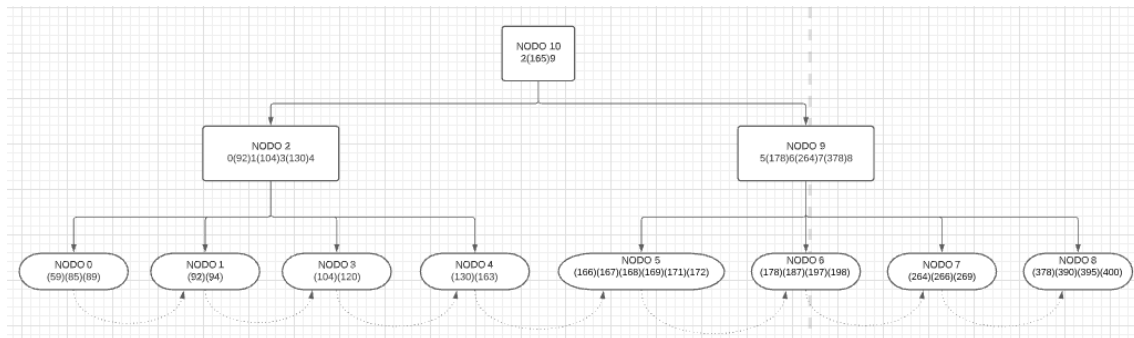 NODO 10
2(165)9
NODO 2
0(92)1(104)3(130)4
NODO 9
5(178)6(264)7(378)8
NODO 0
(59)(85)(89)
NODO 1
(92)(94)
NODO 3
(104)(120)
NODO 4
(130)(163)
NODO 5
(166)(167)(168)(169)(171)(172)
NODO 6
(178)(187)(197)(198)
NODO 7
(264)(266)(269)
NODO 8
(378)(390)(395)(400)